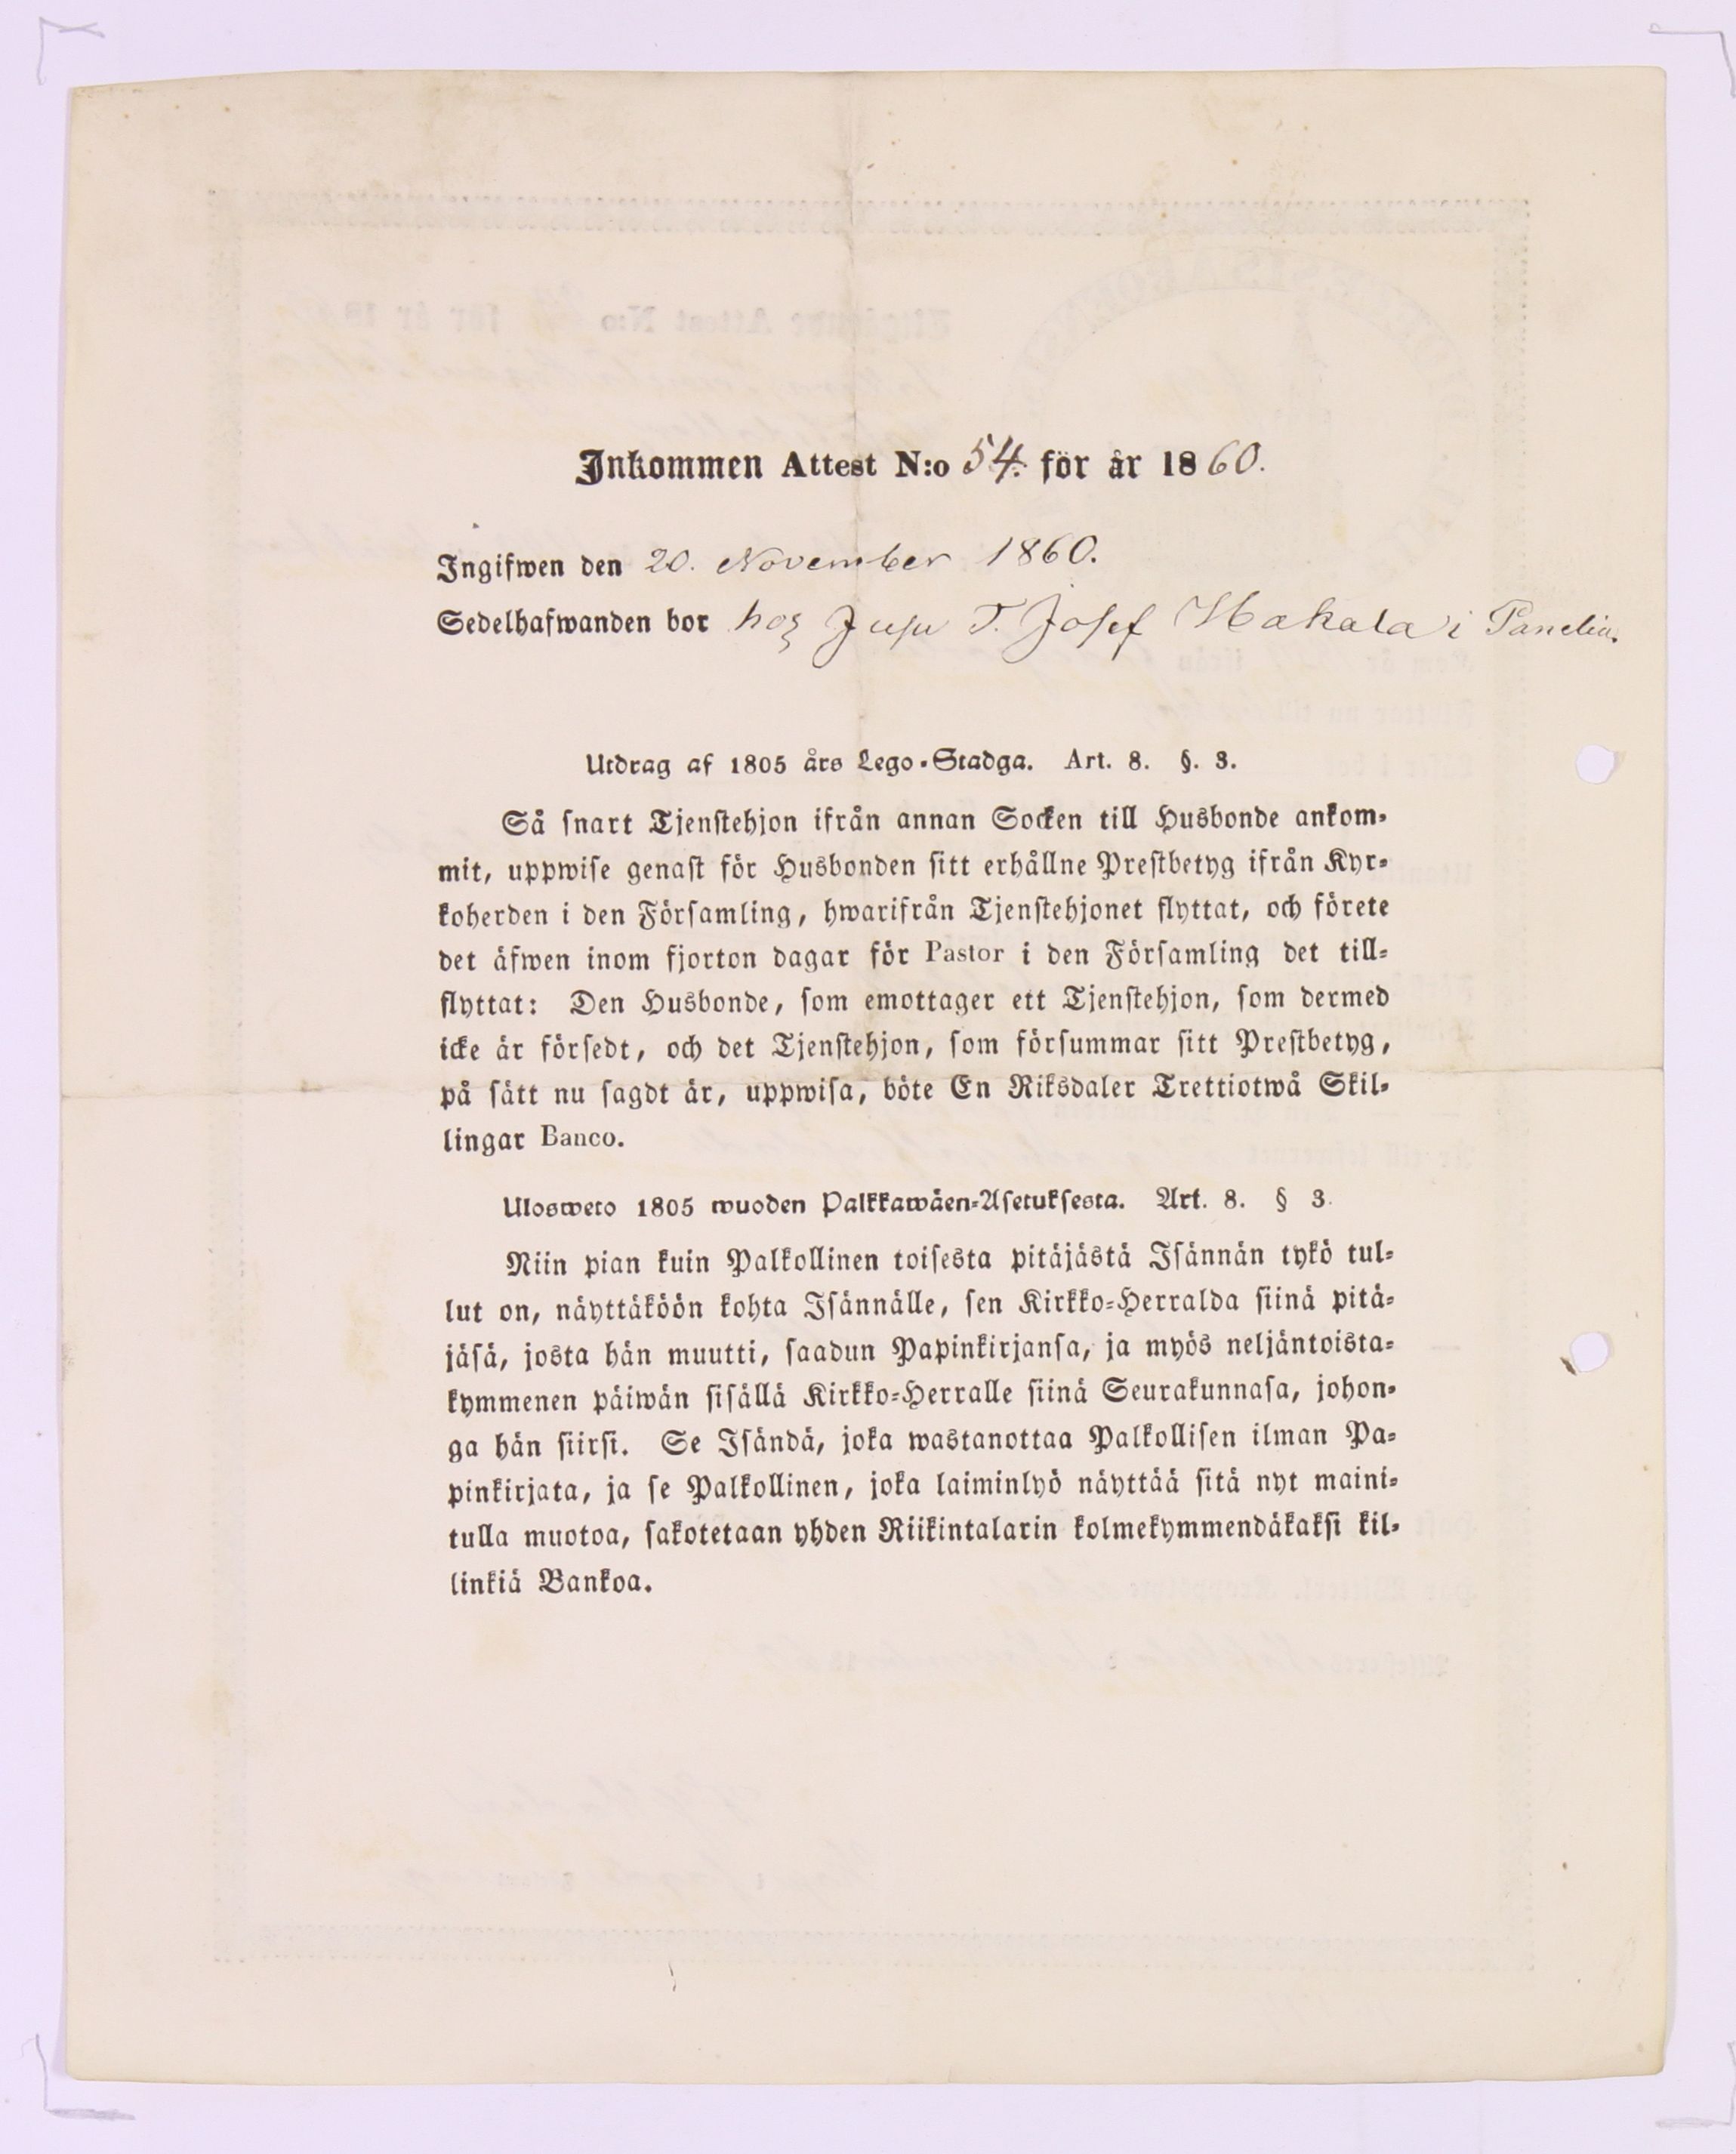 Inkommen Attest N:o 54. för år 1860.
Ingifwen den 20. November 1860.
Sedelhafwanden bor hos Juſu T. Josef Hakala i Panelia.
Utdrag af 1805 års Lego-Stadga. Art. 8. §. 3.
Så snart Tjenstehjon ifrån annan Socken till Husbonde ankom-
mit, uppwise genast för Husbonden sitt erhållne Prestbetyg ifrån Kyr-
koherden i den Församling, hwarifrån Tjenstehjonet flyttat, och förete
det äfwen inom fjorton dagar för Pastor i den Församling det till-
flyttat: Den Husbonde, som emottager ett Tjenstehjon, som dermed
icke är försedt, och det Tjenstehjon, som försummar sitt Prestbetyg,
på sätt nu sagdt är, uppwisa, böte En Riksdaler Trettiotwå Skil-
lingar Banco.
Ulosweto 1805 wuoden Palkkawäen-Asetuksesta. Art. 8. § 3.
Niin pian kuin Palkollinen toisesta pitäjästä Isännän tykö tul-
lut on, näyttäköön kohta Isännälle, sen Kirkko-Herralda siinä pitä-
jäsä, josta hän muutti, saadun Papinkirjansa, ja myös neljäntoista-
kymmenen päiwän sisällä Kirkko-Herralle siinä Seurakunnasa, johon-
ga hän siirsi. Se Isändä, joka wastanottaa Palkollisen ilman Pa-
pinkirjata, ja se Palkollinen, joka laiminlyö näyttää sitä nyt maini-
tulla muotoa, sakotetaan yhden Riikintalarin kolmekymmendäkaksi kil-
linkiä Bankoa.